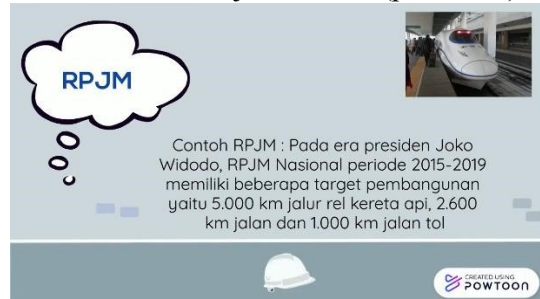 RPJM
Contoh RPJM : Pada era presiden Joko
Widodo, RPJM Nasional periode 2015-2019
memiliki beberapa target pembangunan
yaitu 5.000 km jalur rel kereta api, 2.600
km jalan dan 1.000 km jalan tol
CREATED USING
POWTOON